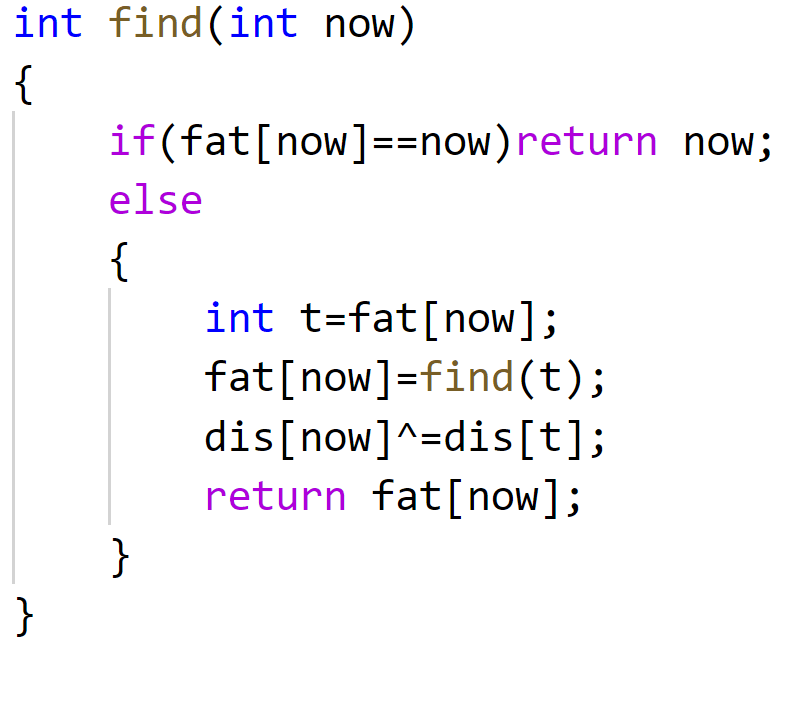 int find(int now)
{
    if(fat[now]==now)return now;
    else
    {
        int t=fat[now];
        fat[now]=find(t);
        dis[now]^=dis[t];
        return fat[now];
    }
}